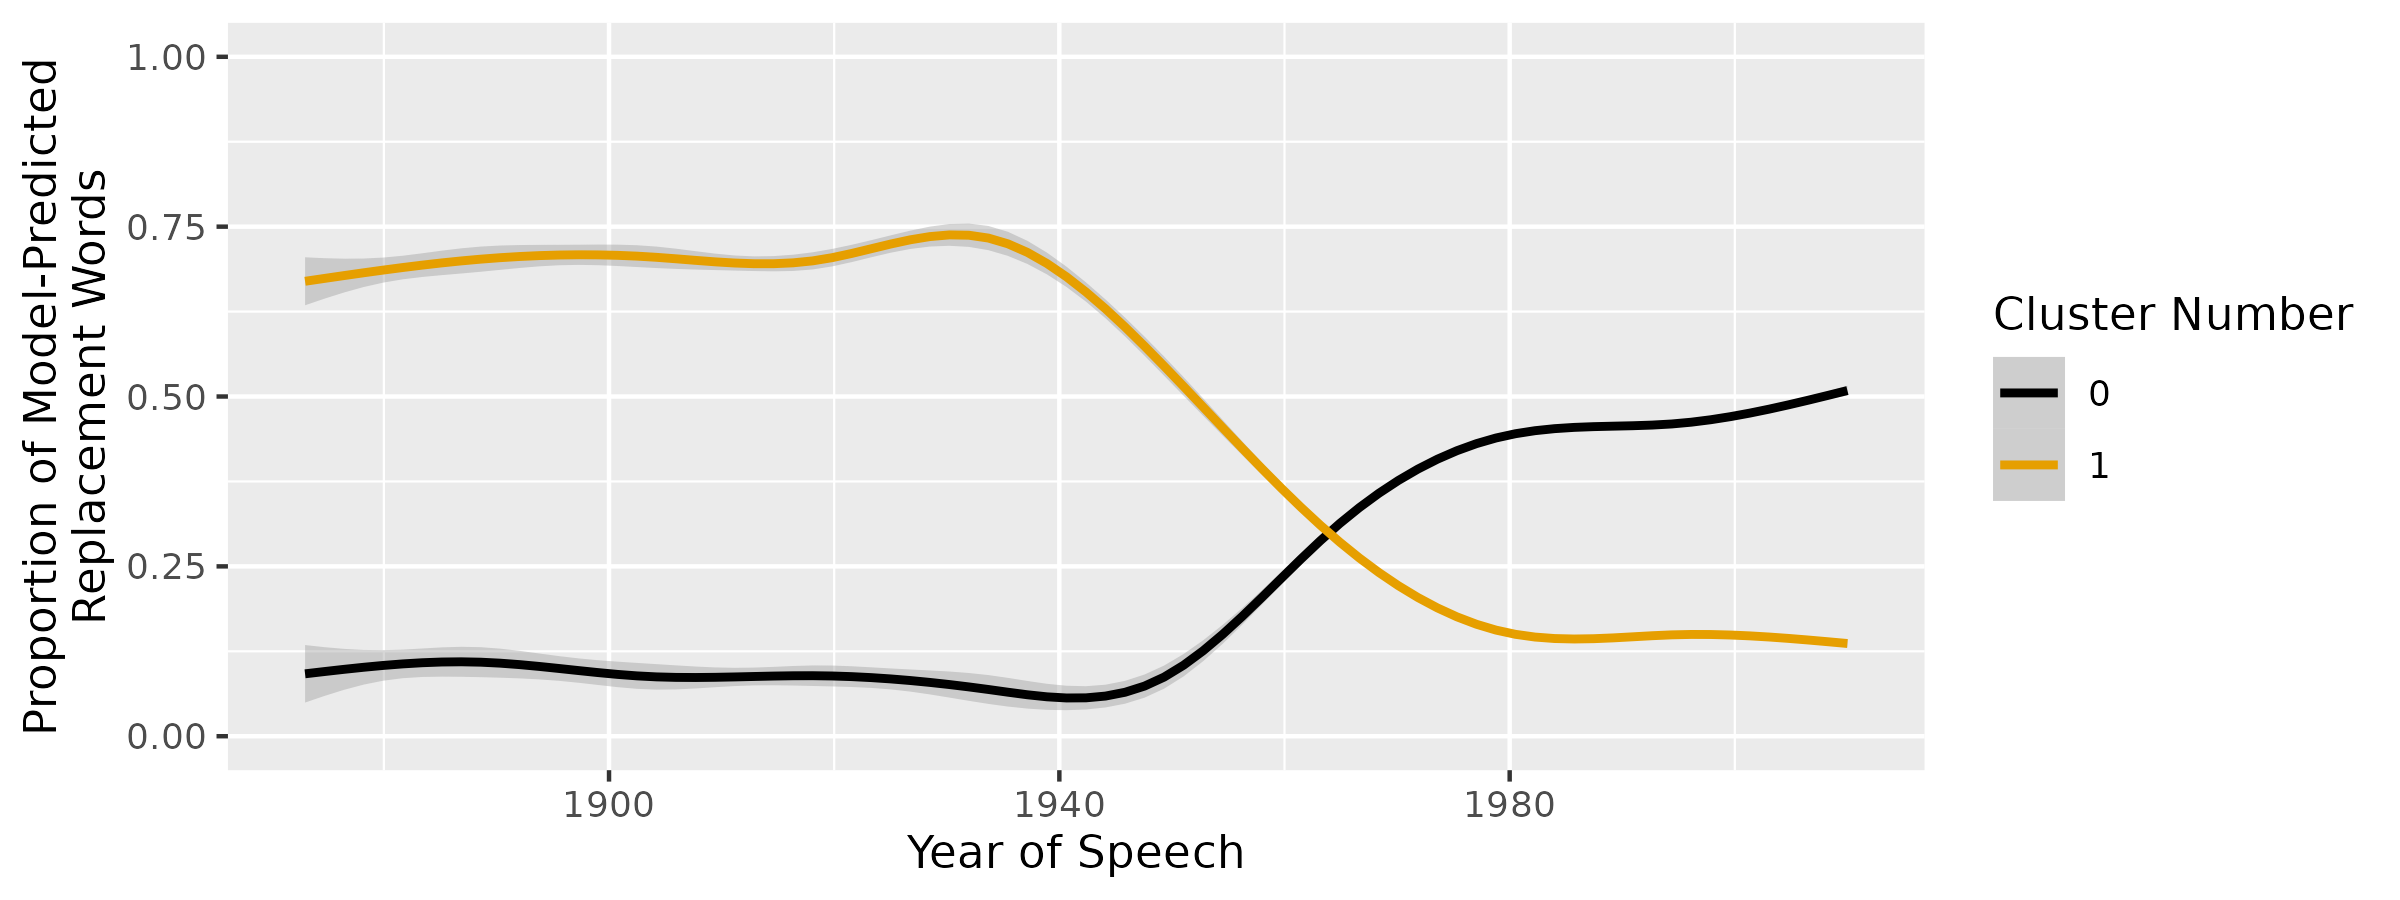 Proportion of Model-Predicted
Replacement Words
1.00
0.75
0.50
0.25
0.00
1900
1940
1980
Year of Speech
Cluster Number
0
1